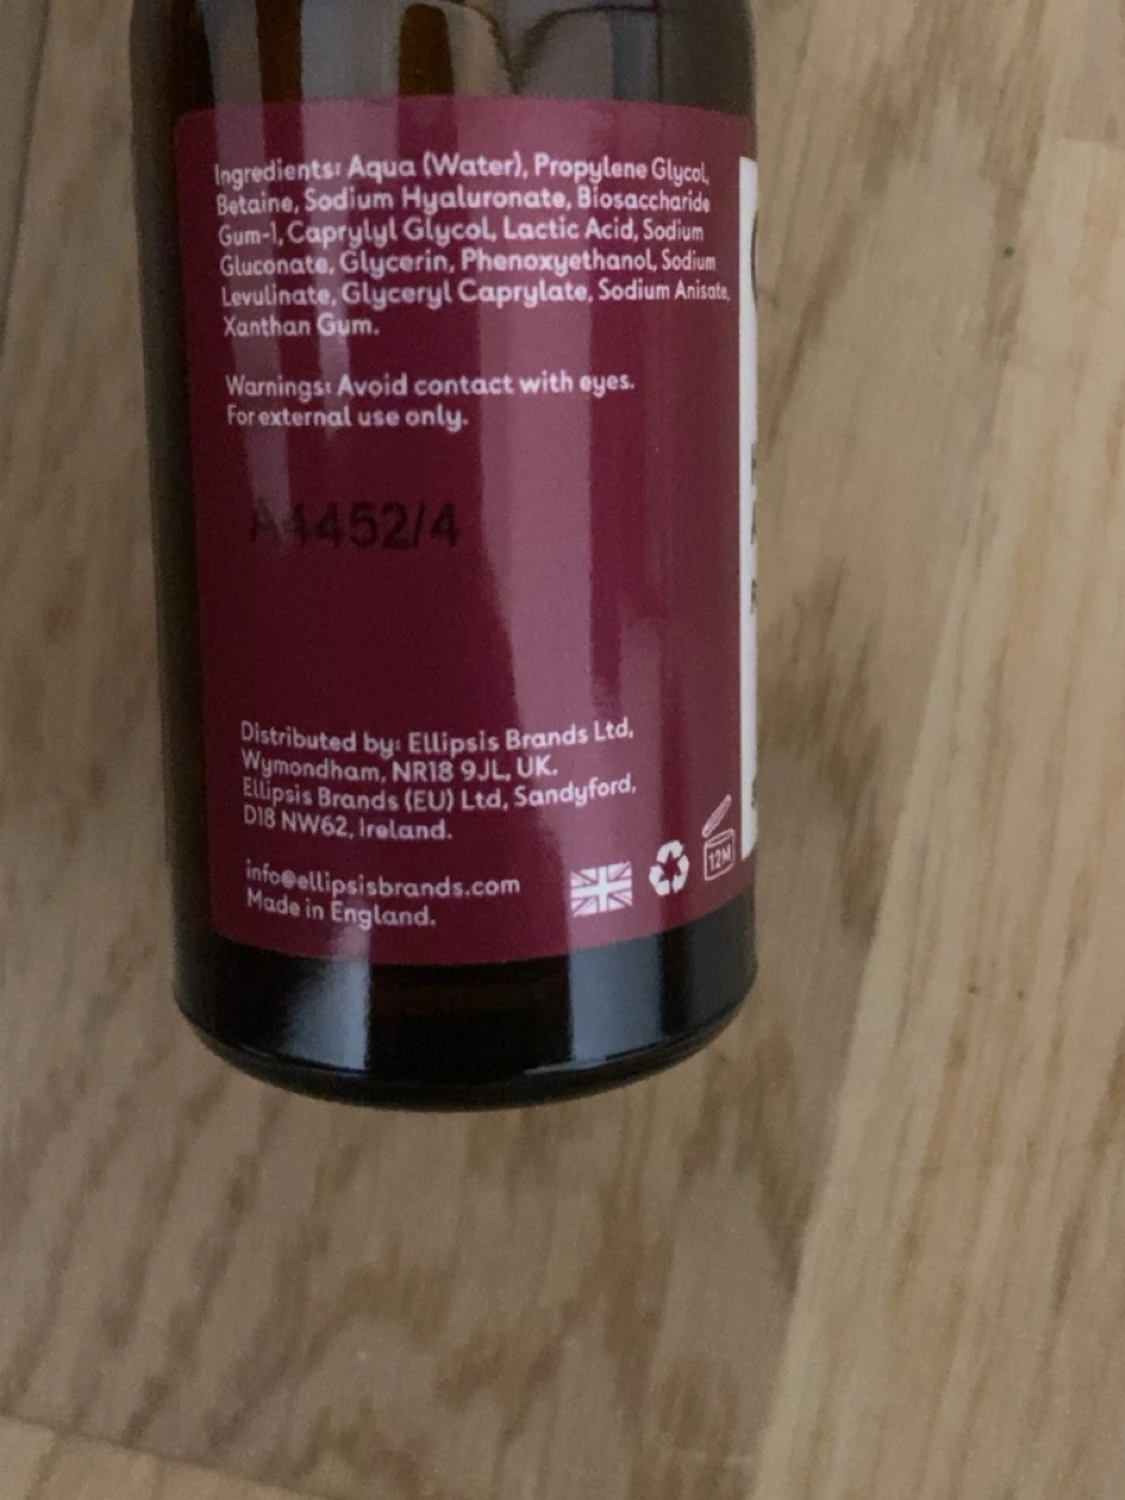 Ingredients: Aqua (Water), Propylene Glycol,
Betaine, Sodium Hyaluronate, Biosaccharide
Gum-1, Caprylyl Glycol, Lactic Acid, Sodium
Gluconate, Glycerin, Phenoxyethanol, Sodium
Levulinate, Glyceryl Caprylate, Sodium Anisate,
Xanthan Gum.
Warnings: Avoid contact with eyes.
For external use only.
A4452/4
Distributed by: Ellipsis Brands Ltd,
Wymondham, NR18 9JL, UK.
Ellipsis Brands (EU) Ltd, Sandyford,
D18 NW62, Ireland.
info@ellipsisbrands.com
Made in England.
12M